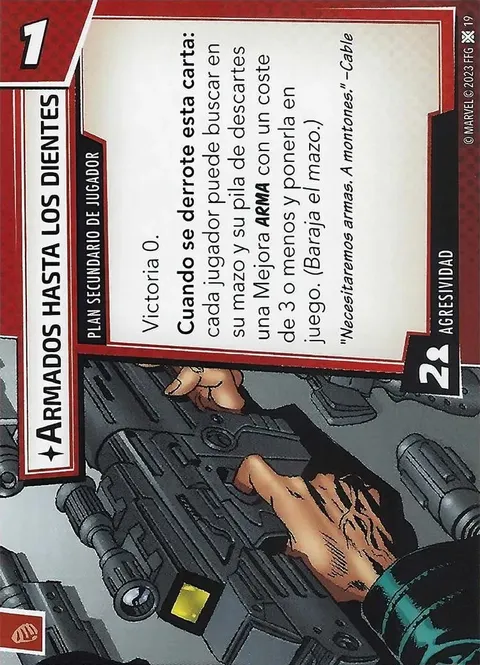 1
ARMADOS HASTA LOS DIENTES
PLAN SECUNDARIO DE JUGADOR
Victoria 0.
Cuando se derrote esta carta:
cada jugador puede buscar en
su mazo y su pila de descartes
una Mejora ARMA con un coste
de 3 o menos y ponerla en
juego. (Baraja el mazo.)
"Necesitaremos armas. A montones." –Cable
2
AGRESIVIDAD
© MARVEL © 2023 FFG 19